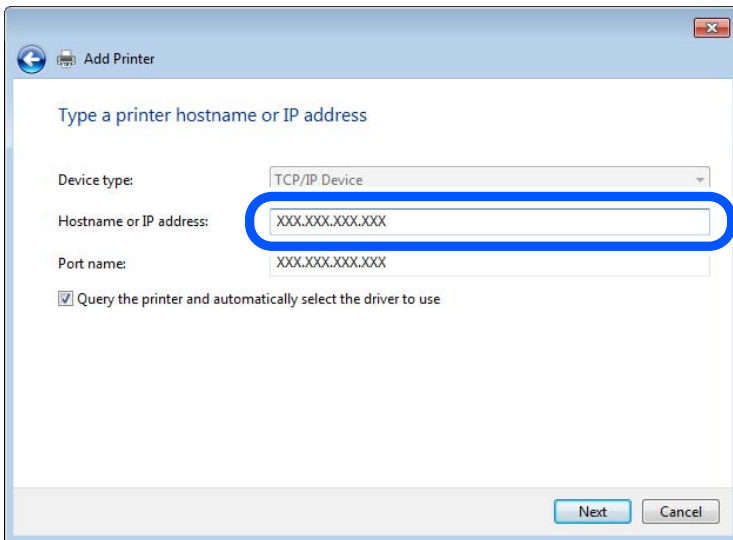 Add Printer
Type a printer hostname or IP address
Device type: TCP/IP Device
Hostname or IP address: XXX.XXX.XXX.XXX
Port name: XXX.XXX.XXX.XXX
Query the printer and automatically select the driver to use
Next Cancel